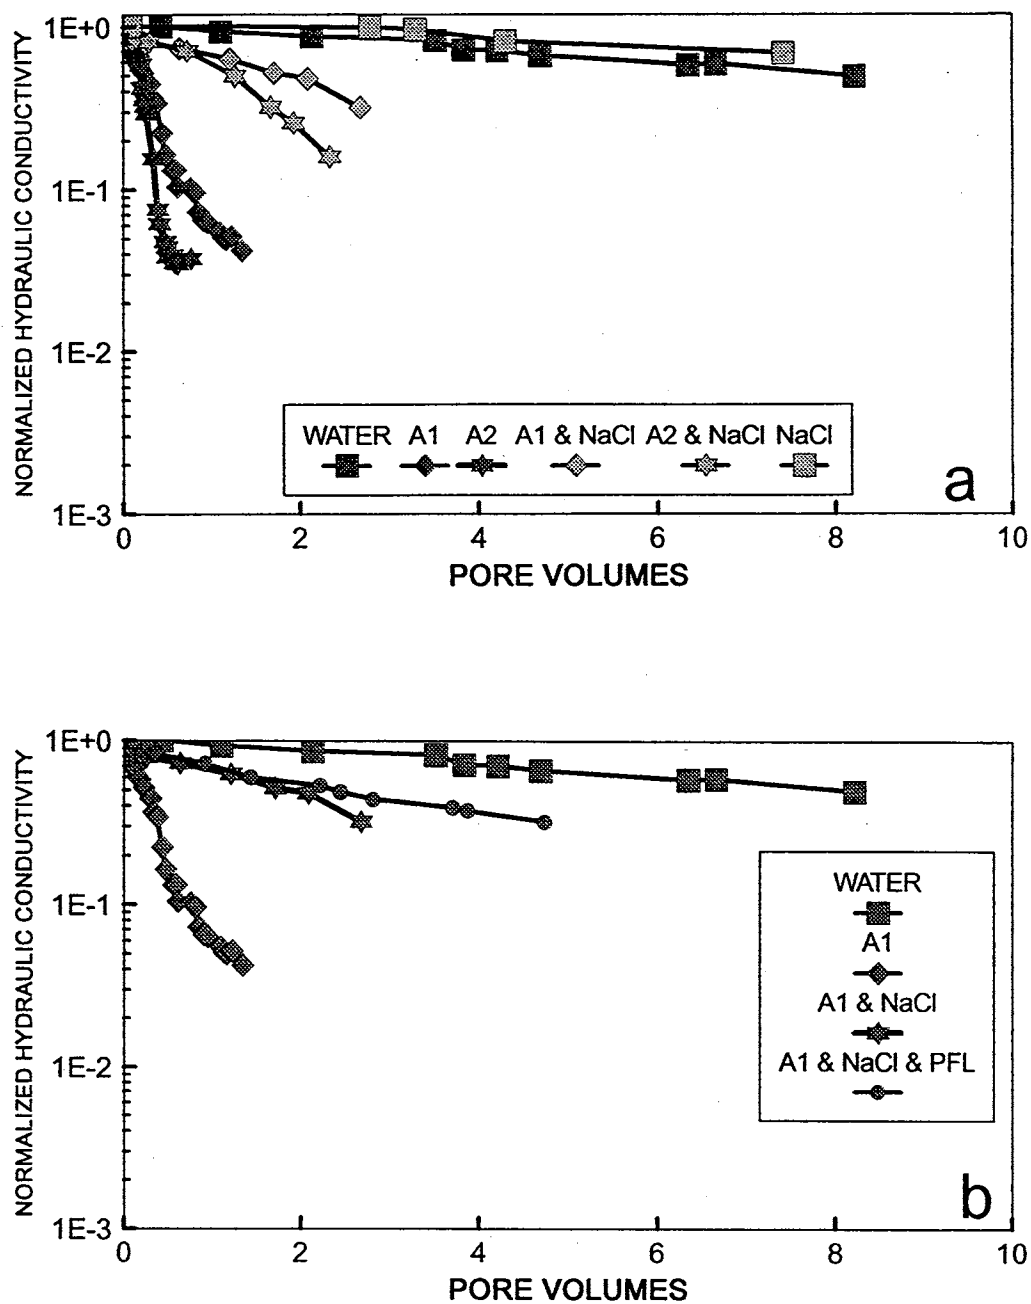 NORMALIZED HYDRAULIC CONDUCTIVITY
1E+0
1E-1
1E-2
1E-3
WATER A1 A2 A1 & NaCl A2 & NaCl NaCl
a
0 2 4 6 8 10
PORE VOLUMES
NORMALIZED HYDRAULIC CONDUCTIVITY
1E+0
1E-1
1E-2
1E-3
WATER
A1
A1 & NaCl
A1 & NaCl & PFL
b
0 2 4 6 8 10
PORE VOLUMES